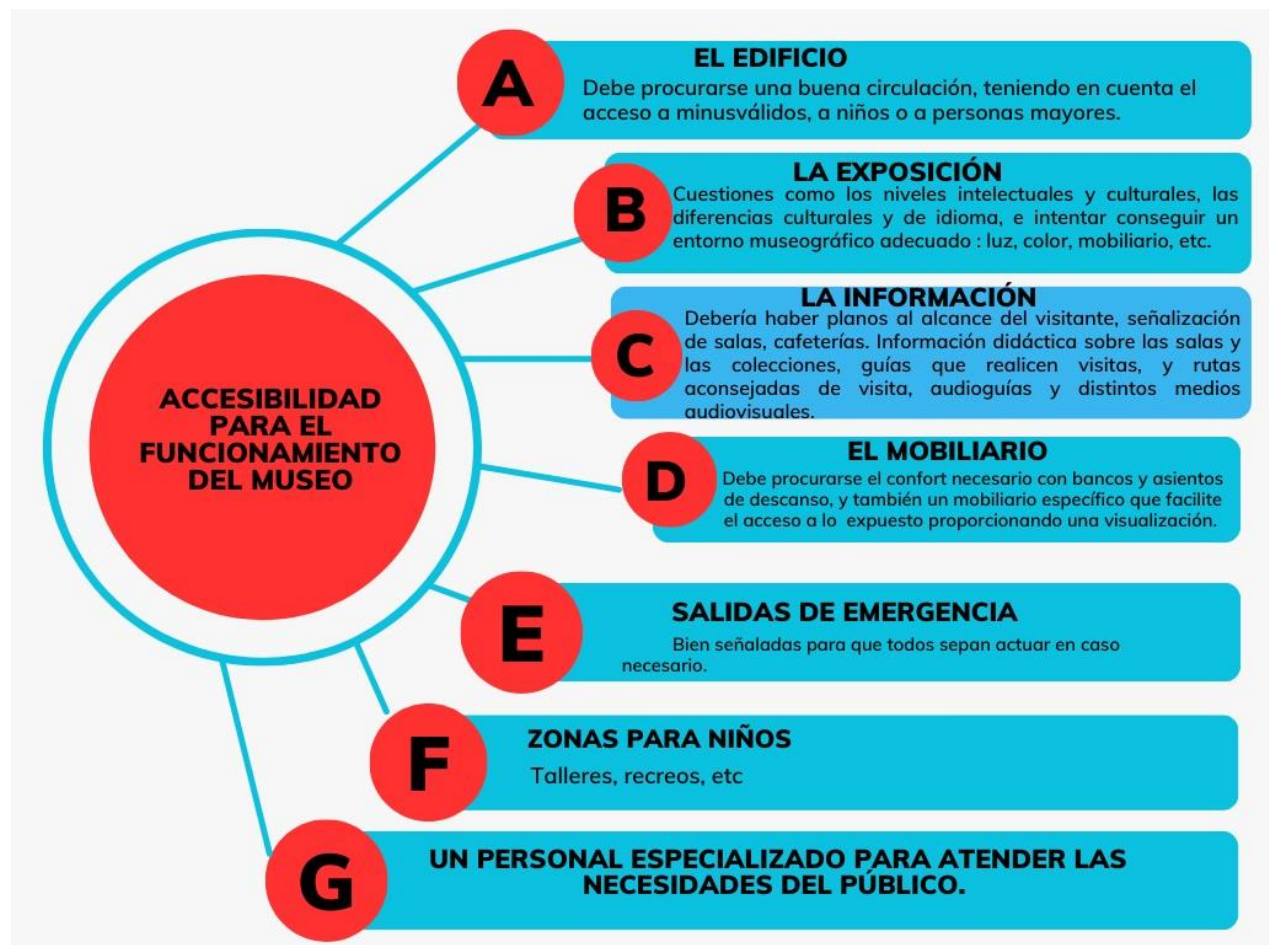 ACCESIBILIDAD
PARA EL
FUNCIONAMIENTO
DEL MUSEO
A
EL EDIFICIO
Debe procurarse una buena circulación, teniendo en cuenta el
acceso a minusválidos, a niños o a personas mayores.
B
LA EXPOSICIÓN
Cuestiones como los niveles intelectuales y culturales, las
diferencias culturales y de idioma, e intentar conseguir un
entorno museográfico adecuado : luz, color, mobiliario, etc.
C
LA INFORMACIÓN
Debería haber planos al alcance del visitante, señalización
de salas, cafeterías. Información didáctica sobre las salas y
las colecciones, guías que realicen visitas, y rutas
aconsejadas de visita, audioguías y distintos medios
audiovisuales.
D
EL MOBILIARIO
Debe procurarse el confort necesario con bancos y asientos
de descanso, y también un mobiliario específico que facilite
el acceso a lo expuesto proporcionando una visualización.
E
SALIDAS DE EMERGENCIA
Bien señaladas para que todos sepan actuar en caso
necesario.
F
ZONAS PARA NIÑOS
Talleres, recreos, etc
G
UN PERSONAL ESPECIALIZADO PARA ATENDER LAS
NECESIDADES DEL PÚBLICO.